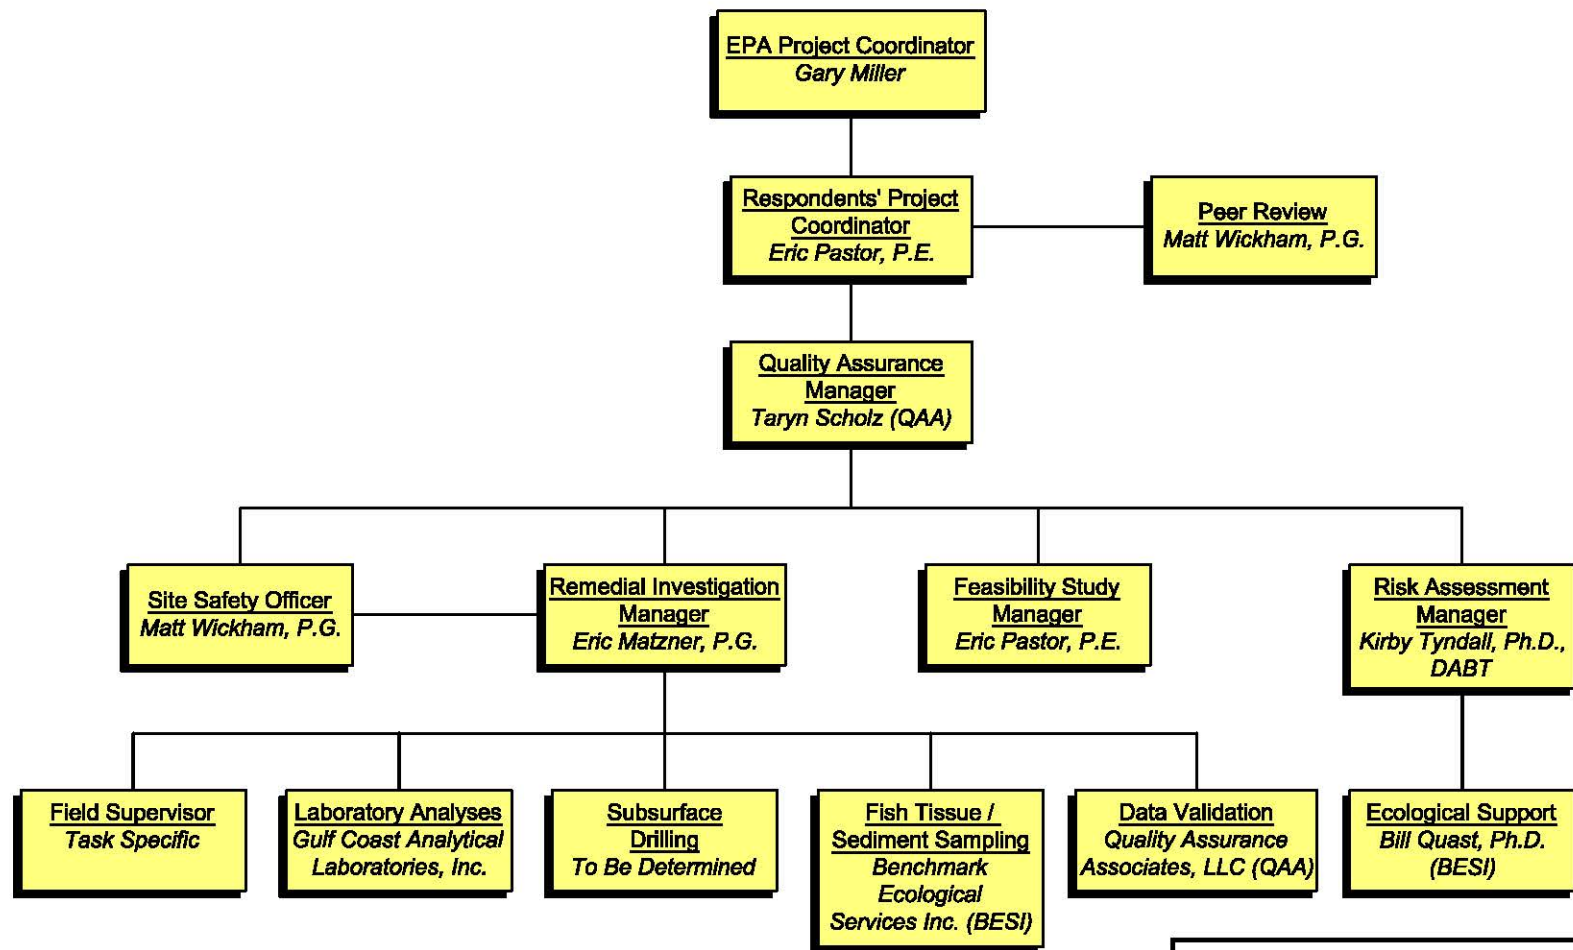 EPA Project Coordinator
Gary Miller
Respondents' Project
Coordinator
Eric Pastor, P.E.
Peer Review
Matt Wickham, P.G.
Quality Assurance
Manager
Taryn Scholz (QAA)
Site Safety Officer
Matt Wickham, P.G.
Remedial Investigation
Manager
Eric Matzner, P.G.
Feasibility Study
Manager
Eric Pastor, P.E.
Risk Assessment
Manager
Kirby Tyndall, Ph.D.,
DABT
Field Supervisor
Task Specific
Laboratory Analyses
Gulf Coast Analytical
Laboratories, Inc.
Subsurface
Drilling
To Be Determined
Fish Tissue /
Sediment Sampling
Benchmark
Ecological
Services Inc. (BESI)
Data Validation
Quality Assurance
Associates, LLC (QAA)
Ecological Support
Bill Quast, Ph.D.
(BESI)